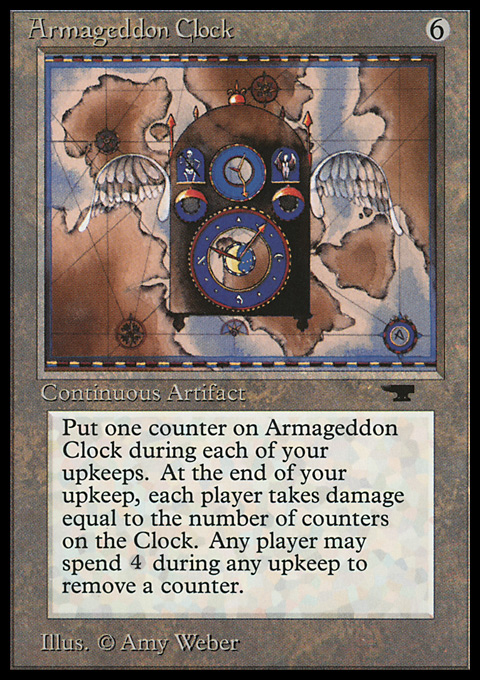 Armageddon Clock 6
Continuous Artifact
Put one counter on Armageddon
Clock during each of your
upkeeps. At the end of your
upkeep, each player takes damage
equal to the number of counters
on the Clock. Any player may
spend 4 during any upkeep to
remove a counter.
Illus. © Amy Weber